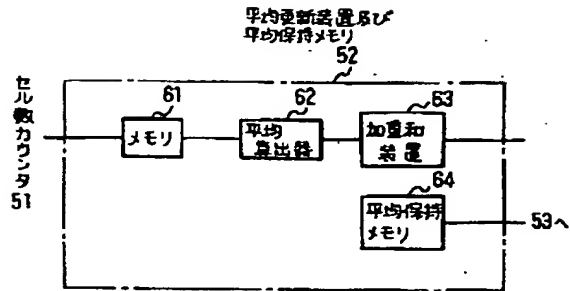 平均更新装置及び
平均保持メモリ
52
セル数カウンタ51
61
メモリ
62
平均
算出器
63
加重和
装置
64
平均保持
メモリ
53へ